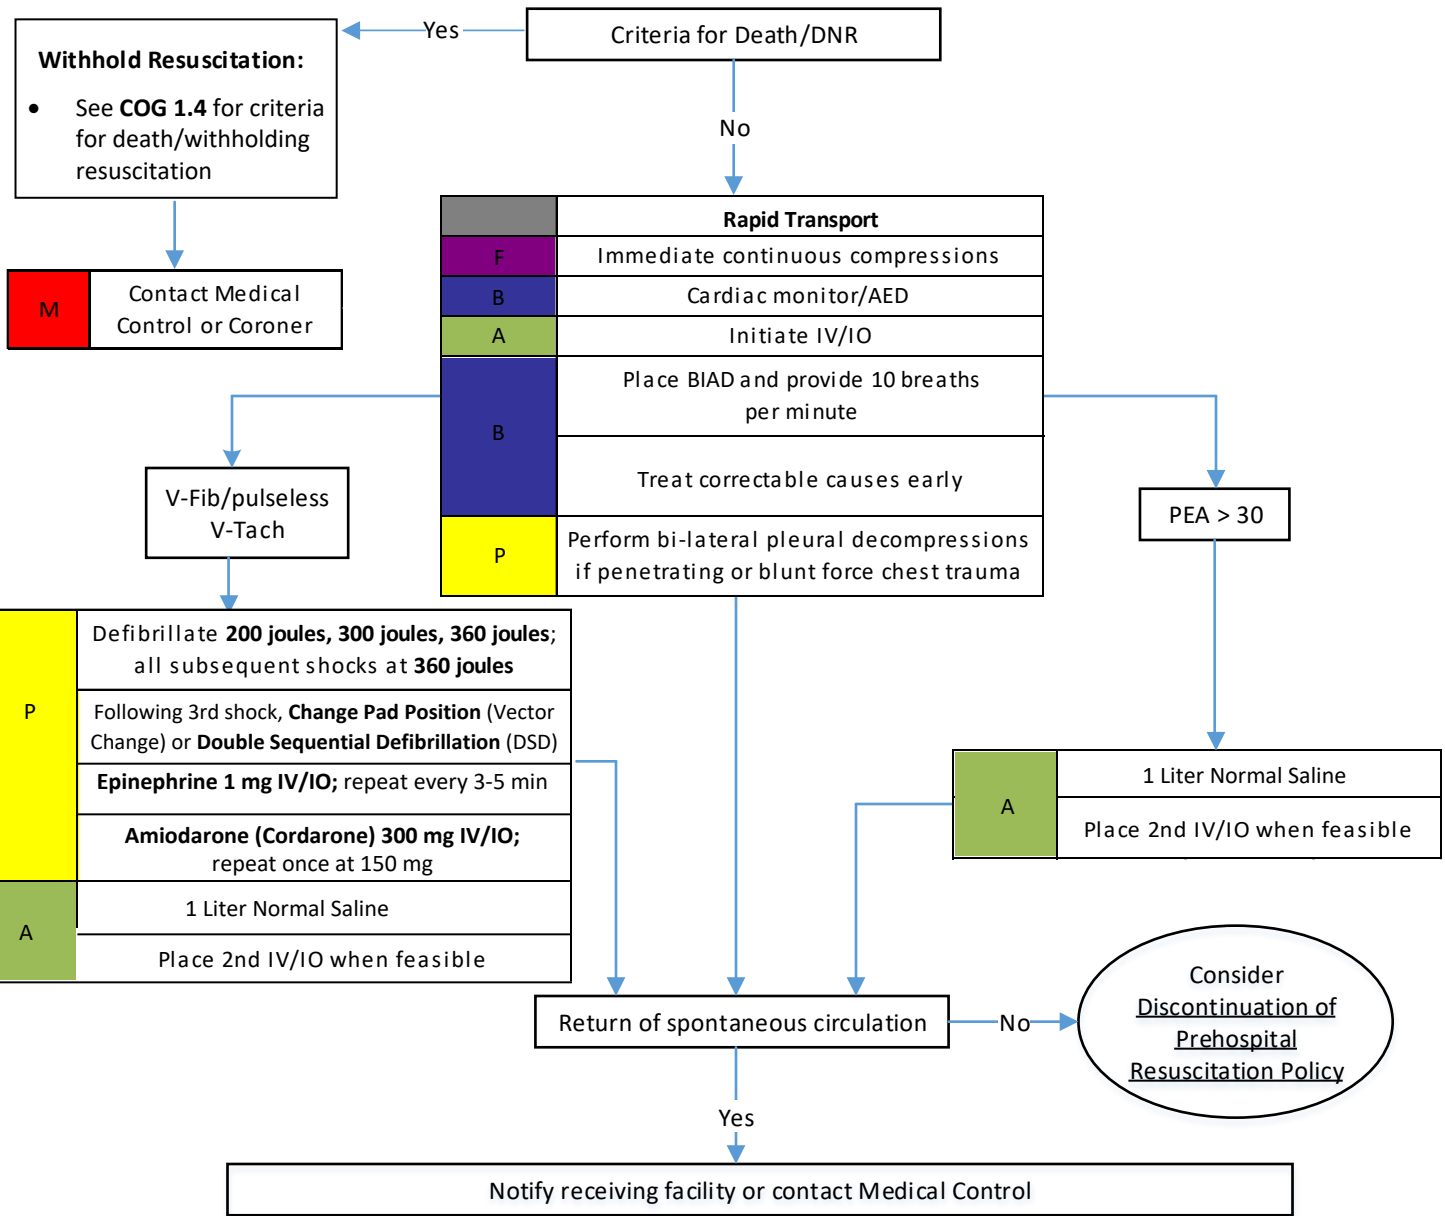 Criteria for Death/DNR
Yes
No
Withhold Resuscitation:
• See COG 1.4 for criteria
for death/withholding
resuscitation
M
Contact Medical
Control or Coroner
Rapid Transport
F
Immediate continuous compressions
B
Cardiac monitor/AED
A
Initiate IV/IO
B
Place BIAD and provide 10 breaths
per minute
Treat correctable causes early
P
Perform bi-lateral pleural decompressions
if penetrating or blunt force chest trauma
V-Fib/pulseless
V-Tach
P
Defibrillate 200 joules, 300 joules, 360 joules;
all subsequent shocks at 360 joules
Following 3rd shock, Change Pad Position (Vector
Change) or Double Sequential Defibrillation (DSD)
Epinephrine 1 mg IV/IO; repeat every 3-5 min
Amiodarone (Cordarone) 300 mg IV/IO;
repeat once at 150 mg
A
1 Liter Normal Saline
Place 2nd IV/IO when feasible
PEA > 30
A
1 Liter Normal Saline
Place 2nd IV/IO when feasible
Return of spontaneous circulation
No
Consider
Discontinuation of
Prehospital
Resuscitation Policy
Yes
Notify receiving facility or contact Medical Control